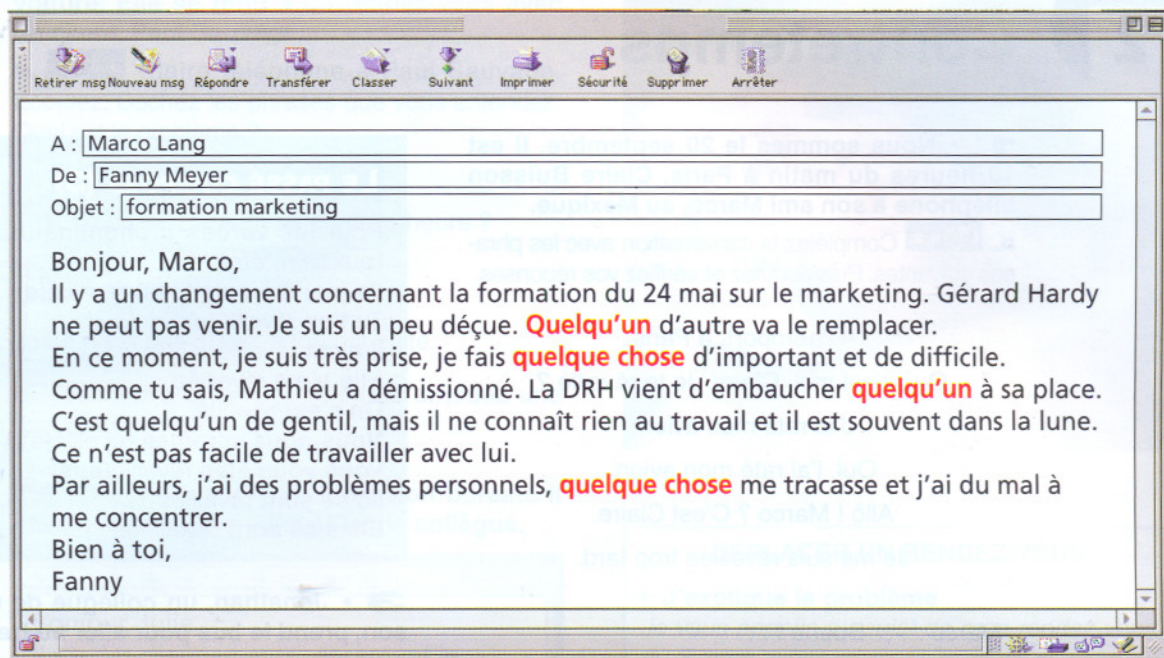 Retirer msg Nouveau msg Répondre Transférer Classer Suivant Imprimer Sécurité Supprimer Arrêter
A : Marco Lang
De : Fanny Meyer
Objet : formation marketing
Bonjour, Marco,
Il y a un changement concernant la formation du 24 mai sur le marketing. Gérard Hardy
ne peut pas venir. Je suis un peu déçue. Quelqu'un d'autre va le remplacer.
En ce moment, je suis très prise, je fais quelque chose d'important et de difficile.
Comme tu sais, Mathieu a démissionné. La DRH vient d'embaucher quelqu'un à sa place.
C'est quelqu'un de gentil, mais il ne connaît rien au travail et il est souvent dans la lune.
Ce n'est pas facile de travailler avec lui.
Par ailleurs, j'ai des problèmes personnels, quelque chose me tracasse et j'ai du mal à
me concentrer.
Bien à toi,
Fanny